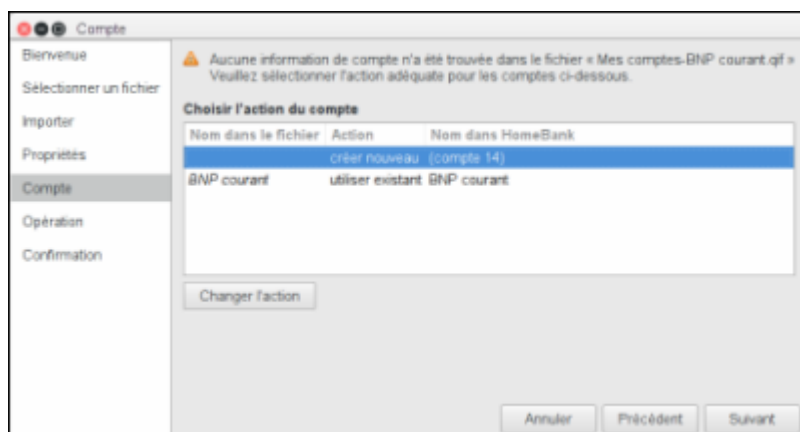 Compte
Bienvenue
Sélectionner un fichier
Importer
Propriétés
Compte
Opération
Confirmation
Aucune information de compte n'a été trouvée dans le fichier « Mes comptes-BNP courant.qif »
Veuillez sélectionner l'action adéquate pour les comptes ci-dessous.
Choisir l'action du compte
Nom dans le fichier Action Nom dans HomeBank
créer nouveau (compte 14)
BNP courant utiliser existant BNP courant
Changer l'action
Annuler Précédent Suivant